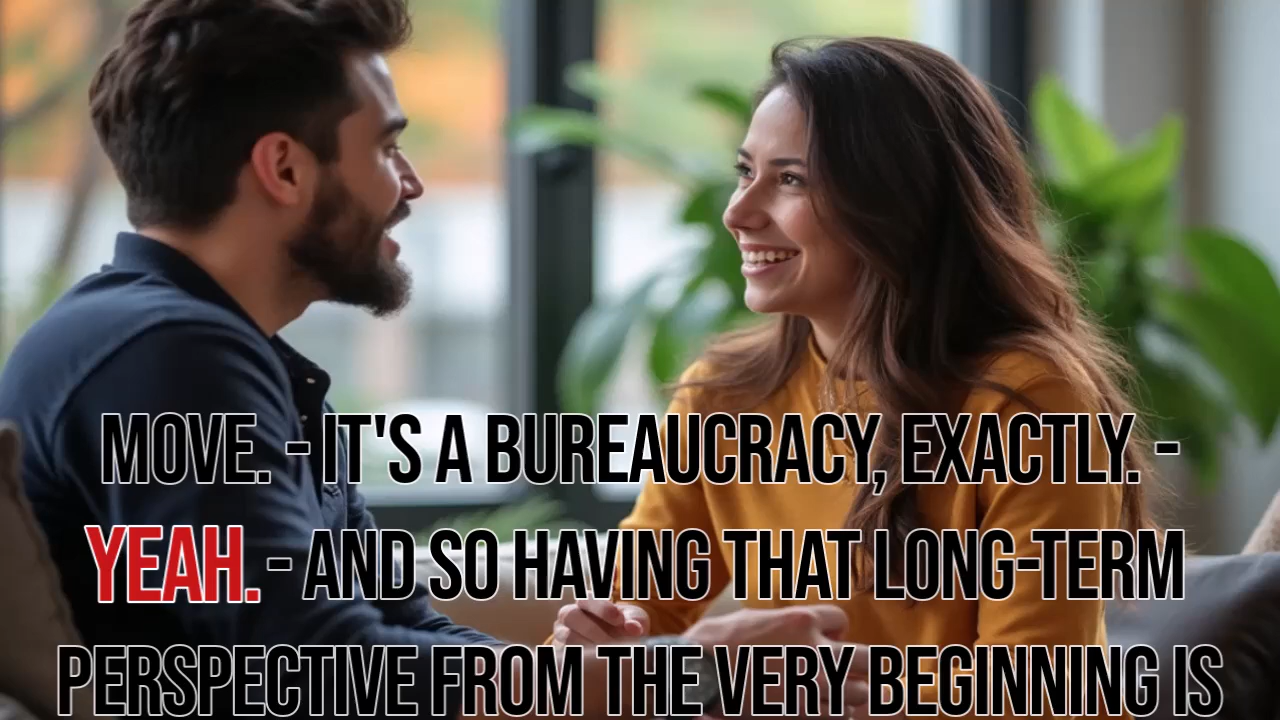 MOVE. - IT'S A BUREAUCRACY, EXACTLY. -
YEAH. - AND SO HAVING THAT LONG-TERM
PERSPECTIVE FROM THE VERY BEGINNING IS